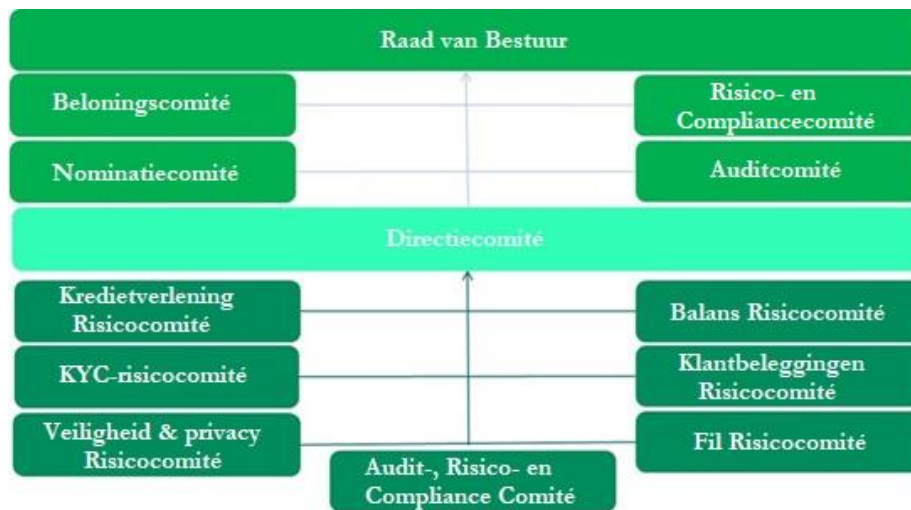 Raad van Bestuur
Beloningscomité
Risico- en
Compliancecomité
Nominatiecomité
Auditcomité
Directiecomité
Kredietverlening
Risicocomité
Balans Risicocomité
KYC-risicocomité
Klantbeleggingen
Risicocomité
Veiligheid & privacy
Risicocomité
Fil Risicocomité
Audit-, Risico- en
Compliance Comité